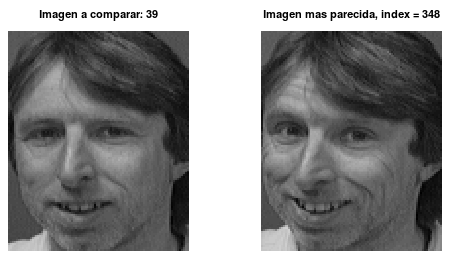 Imagen a comparar: 39
Imagen mas parecida, index = 348